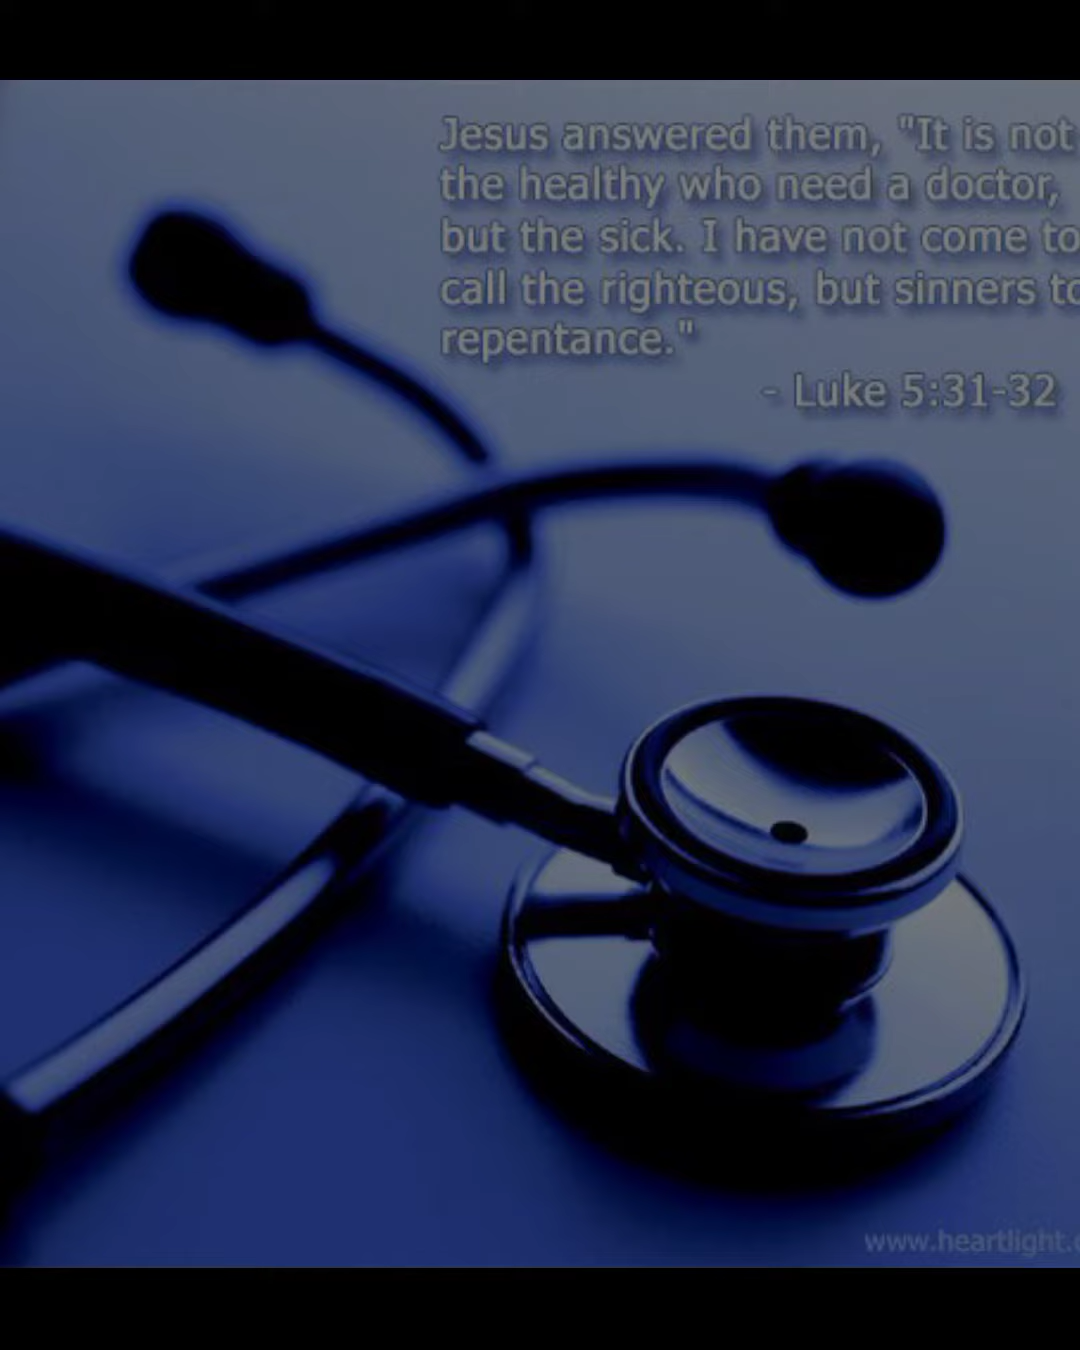 Jesus answered them, "It is not
the healthy who need a doctor,
but the sick. I have not come to
call the righteous, but sinners to
repentance."
- Luke 5:31-32
www.heartlight.